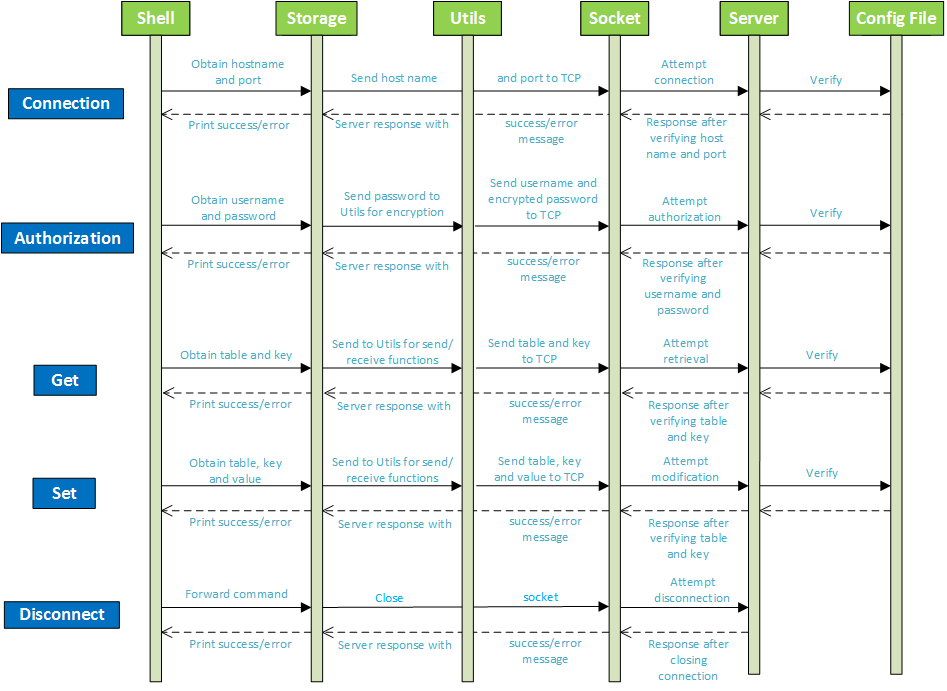 Shell
Storage
Utils
Socket
Server
Config File
Connection
Obtain hostname
and port
Send host name
and port to TCP
Attempt
connection
Verify
Print success/error
Server response with
success/error
message
Response after
verifying host
name and port
Authorization
Obtain username
and password
Send password to
Utils for encryption
Send username and
encrypted password
to TCP
Attempt
authorization
Verify
Print success/error
Server response with
success/error
message
Response after
verifying
username and
password
Get
Obtain table and key
Send to Utils for send/
receive functions
Send table and key
to TCP
Attempt
retrieval
Verify
Print success/error
Server response with
success/error
message
Response after
verifying table
and key
Set
Obtain table, key
and value
Send to Utils for send/
receive functions
Send table, key
and value to TCP
Attempt
modification
Verify
Print success/error
Server response with
success/error
message
Response after
verifying table
and key
Disconnect
Forward command
Close
socket
Attempt
disconnection
Print success/error
Server response with
success/error
message
Response after
closing
connection